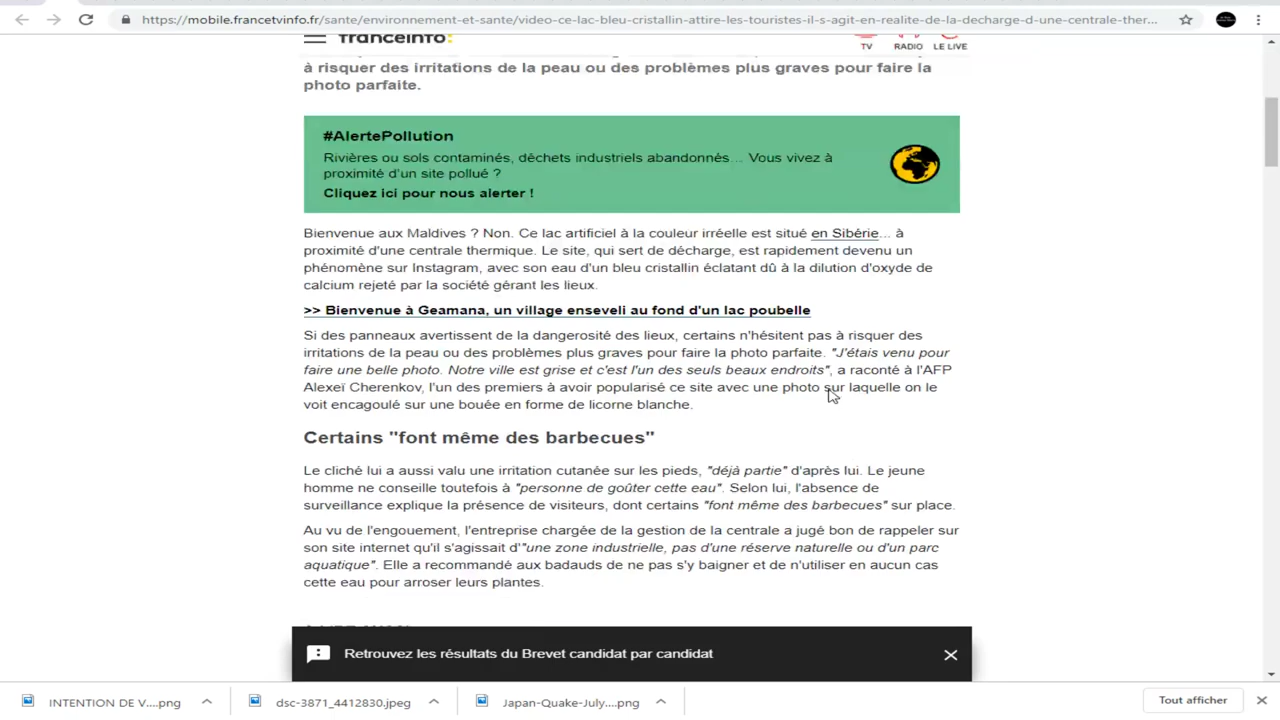 https://mobile.francetvinfo.fr/sante/environnement-et-sante/video-ce-lac-bleu-cristallin-attire-les-touristes-il-s-agit-en-realite-de-la-decharge-d-une-centrale-ther...
franceinfo:
TV RADIO LE LIVE
à risquer des irritations de la peau ou des problèmes plus graves pour faire la
photo parfaite.
#AlertePollution
Rivières ou sols contaminés, déchets industriels abandonnés... Vous vivez à
proximité d'un site pollué ?
Cliquez ici pour nous alerter !
Bienvenue aux Maldives ? Non. Ce lac artificiel à la couleur irréelle est situé en Sibérie... à
proximité d'une centrale thermique. Le site, qui sert de décharge, est rapidement devenu un
phénomène sur Instagram, avec son eau d'un bleu cristallin éclatant dû à la dilution d'oxyde de
calcium rejeté par la société gérant les lieux.
>> Bienvenue à Geamana, un village enseveli au fond d'un lac poubelle
Si des panneaux avertissent de la dangerosité des lieux, certains n'hésitent pas à risquer des
irritations de la peau ou des problèmes plus graves pour faire la photo parfaite. "J'étais venu pour
faire une belle photo. Notre ville est grise et c'est l'un des seuls beaux endroits", a raconté à l'AFP
Alexeï Cherenkov, l'un des premiers à avoir popularisé ce site avec une photo sur laquelle on le
voit encagoulé sur une bouée en forme de licorne blanche.
Certains "font même des barbecues"
Le cliché lui a aussi valu une irritation cutanée sur les pieds, "déjà partie" d'après lui. Le jeune
homme ne conseille toutefois à "personne de goûter cette eau". Selon lui, l'absence de
surveillance explique la présence de visiteurs, dont certains "font même des barbecues" sur place.
Au vu de l'engouement, l'entreprise chargée de la gestion de la centrale a jugé bon de rappeler sur
son site internet qu'il s'agissait d'"une zone industrielle, pas d'une réserve naturelle ou d'un parc
aquatique". Elle a recommandé aux badauds de ne pas s'y baigner et de n'utiliser en aucun cas
cette eau pour arroser leurs plantes.
Retrouvez les résultats du Brevet candidat par candidat
INTENTION DE V....png
dsc-3871_4412830.jpeg
Japan-Quake-July....png
Tout afficher